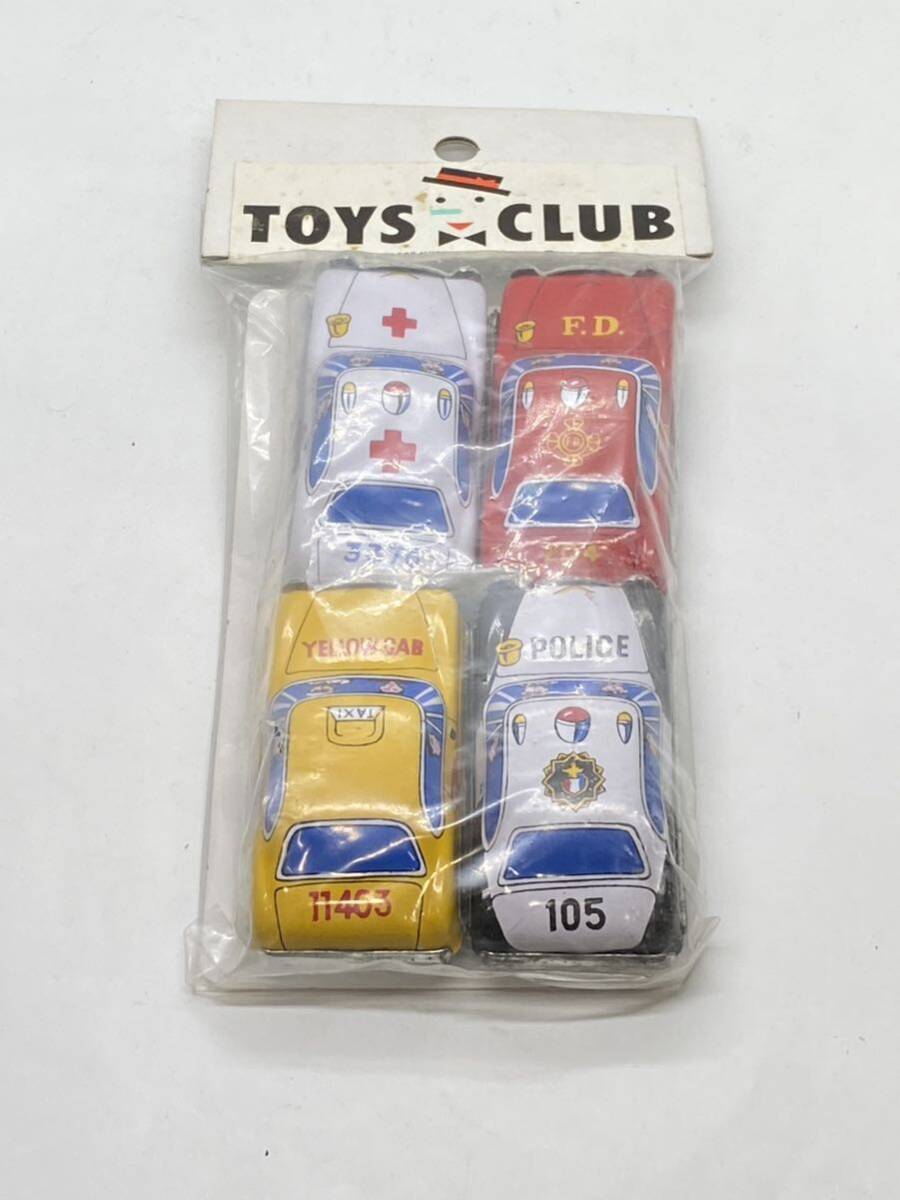 TOYS CLUB
F.D.
YELLOW CAB
TAXI
11403
POLICE
105